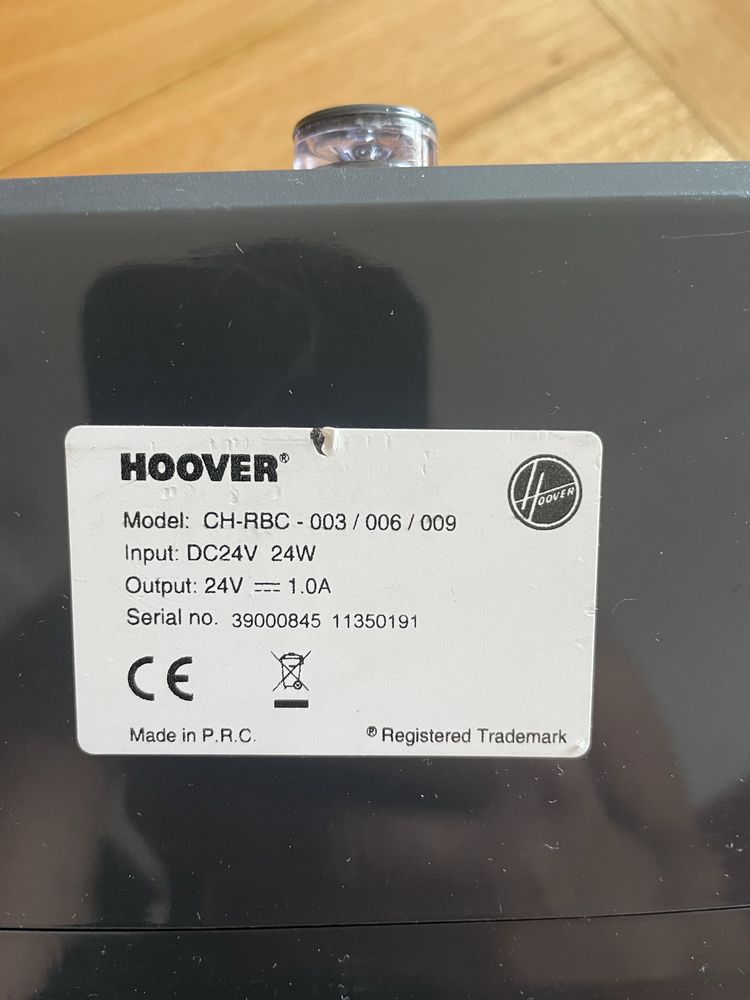 HOOVER®
HOOVER
Model: CH-RBC - 003 / 006 / 009
Input: DC24V 24W
Output: 24V ⎓ 1.0A
Serial no. 39000845 11350191
CE
Made in P.R.C.
® Registered Trademark